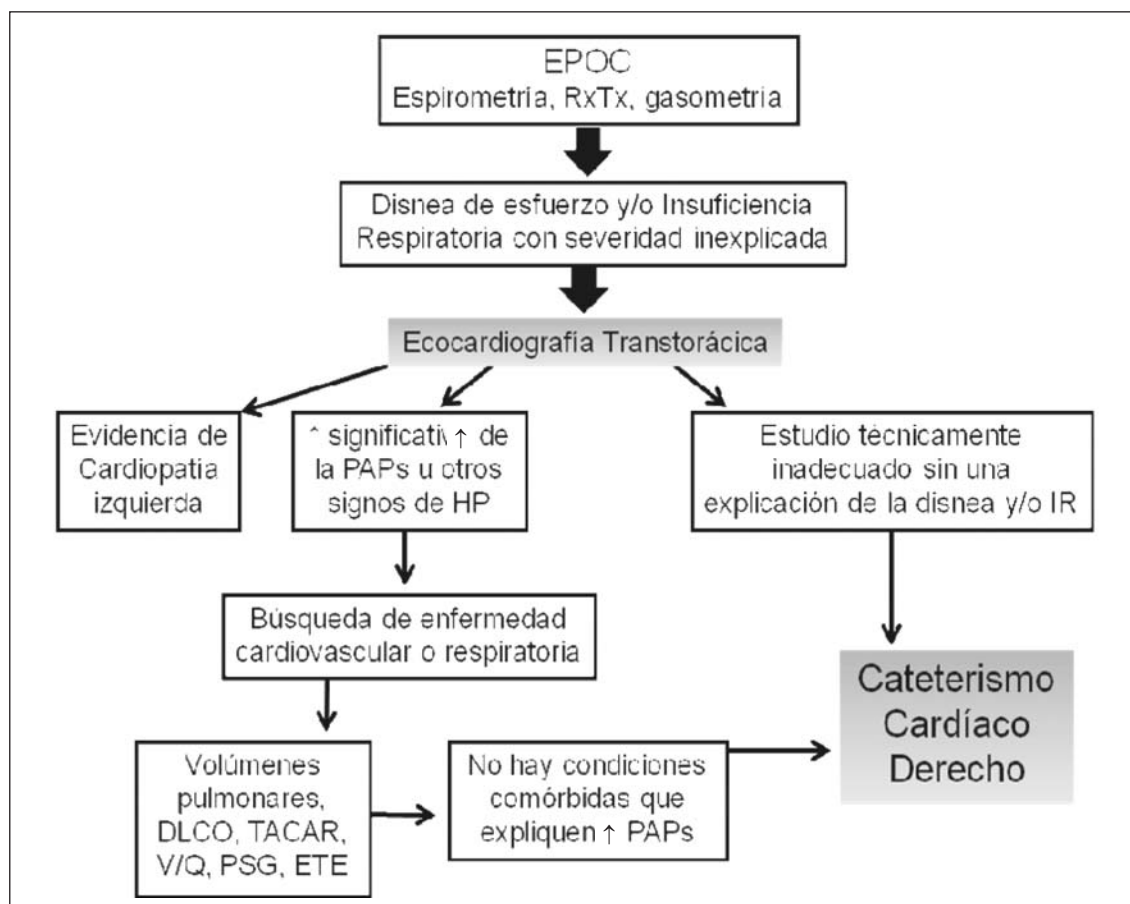 EPOC
Espirometría, RxTx, gasometria
Disnea de esfuerzo y/o Insuficiencia
Respiratoria con severidad inexplicada
Ecocardiografía Transtorácica
Evidencia de
Cardiopatia
izquierda
significativ↑ de
la PAPs u otros
signos de HP
Estudio técnicamente
inadecuado sin una
explicación de la disnea y/o IR
Búsqueda de enfermedad
cardiovascular o respiratoria
Cateterismo
Cardíaco
Derecho
Volúmenes
pulmonares,
DLCO, TACAR,
V/Q, PSG, ETE
No hay condiciones
comórbidas que
expliquen ↑ PAPs